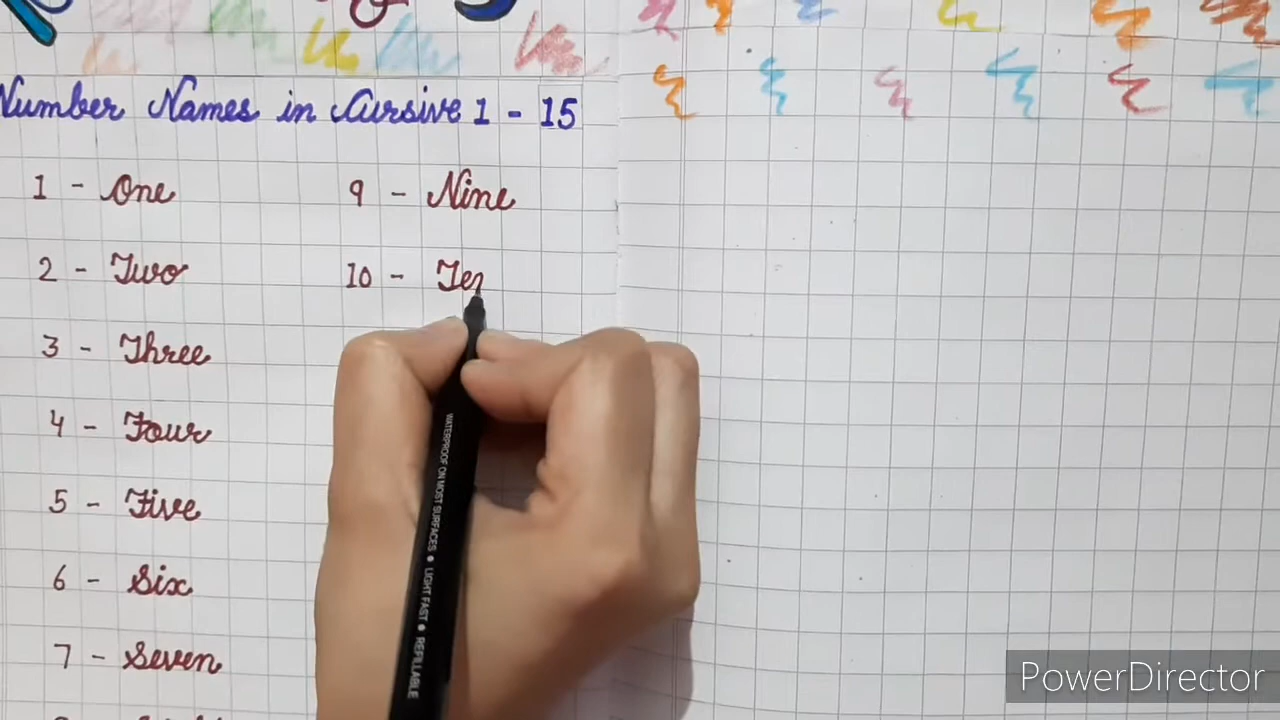 Number Names in Cursive 1 - 15
1 - One
2 - Two
3 - Three
4 - Four
5 - Five
6 - Six
7 - Seven
9 - Nine
10 - Ten
WATERPROOF ON MOST SURFACES ● LIGHT FAST ● REFILLABLE
PowerDirector